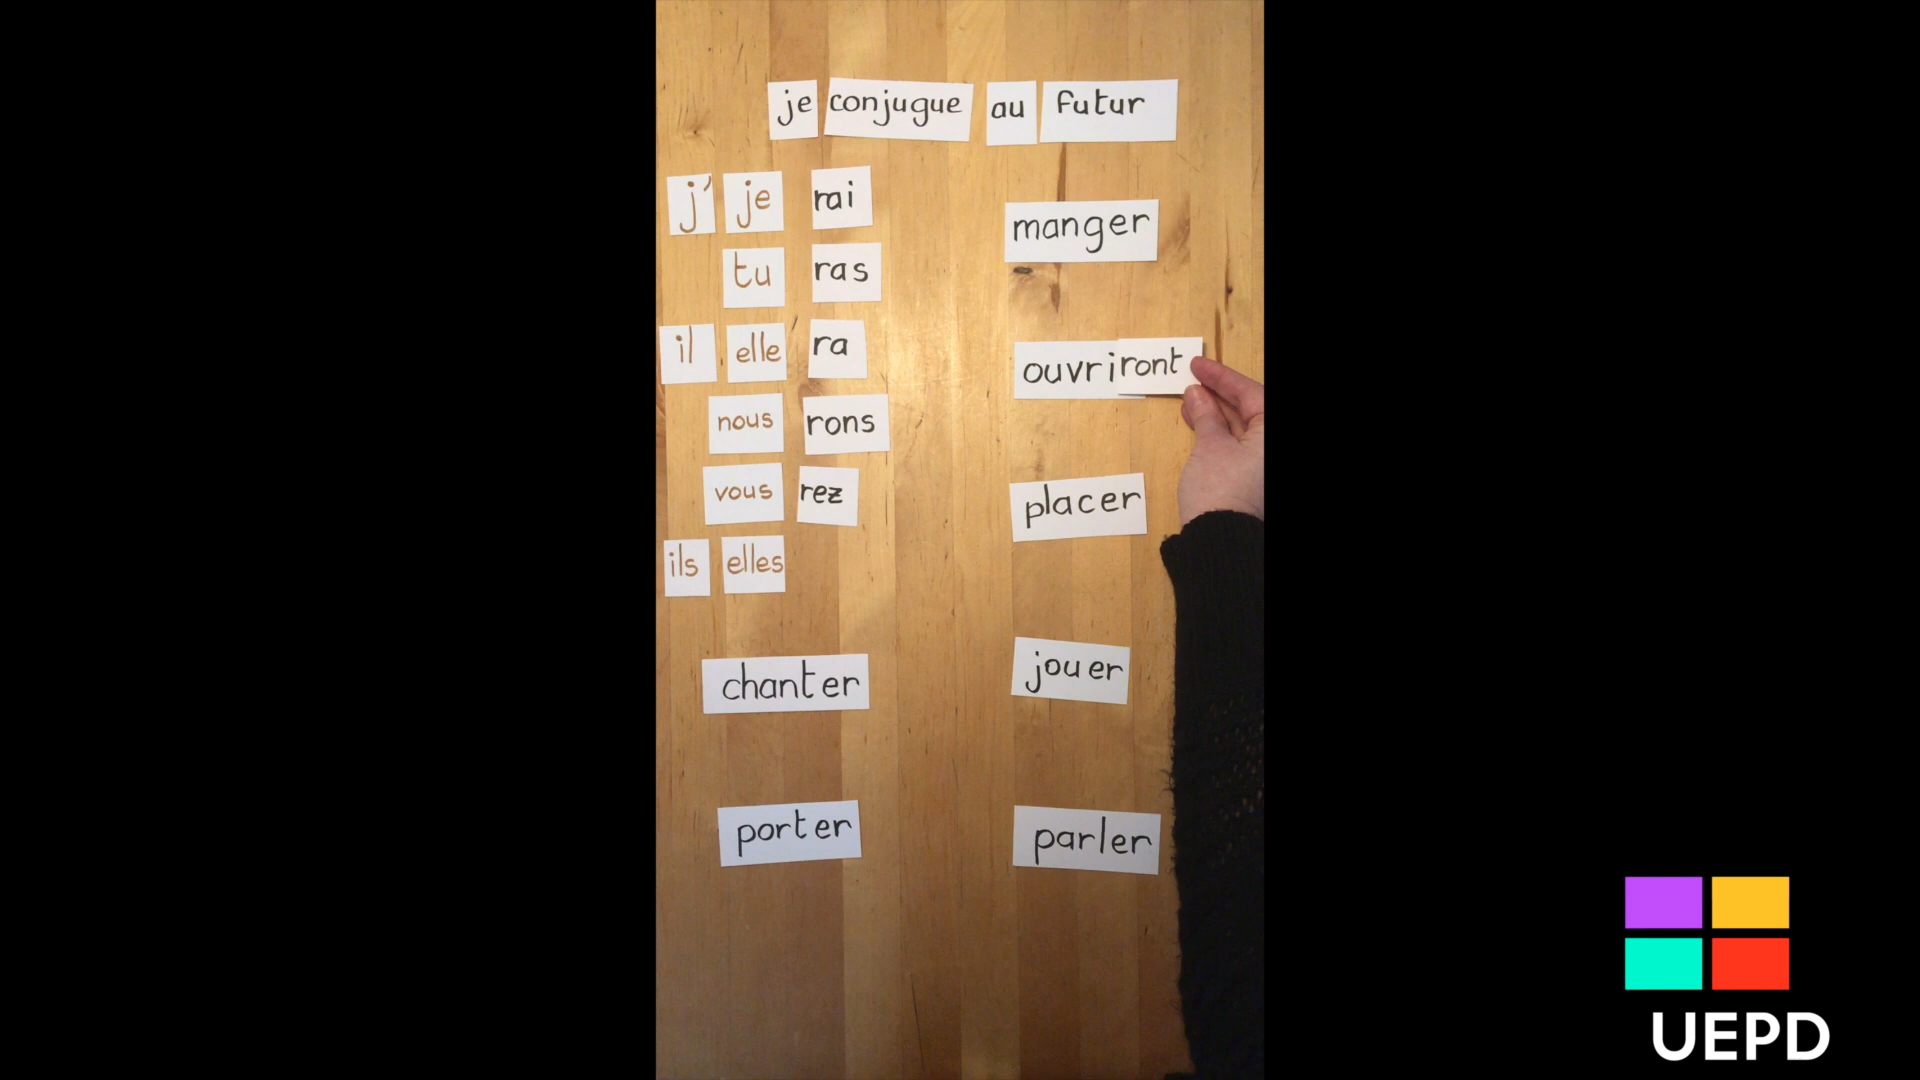 je conjugue au futur
j' je rai
tu ras
il elle ra
nous rons
vous rez
ils elles
chanter
porter
manger
ouvriront
placer
jouer
parler
UEPD